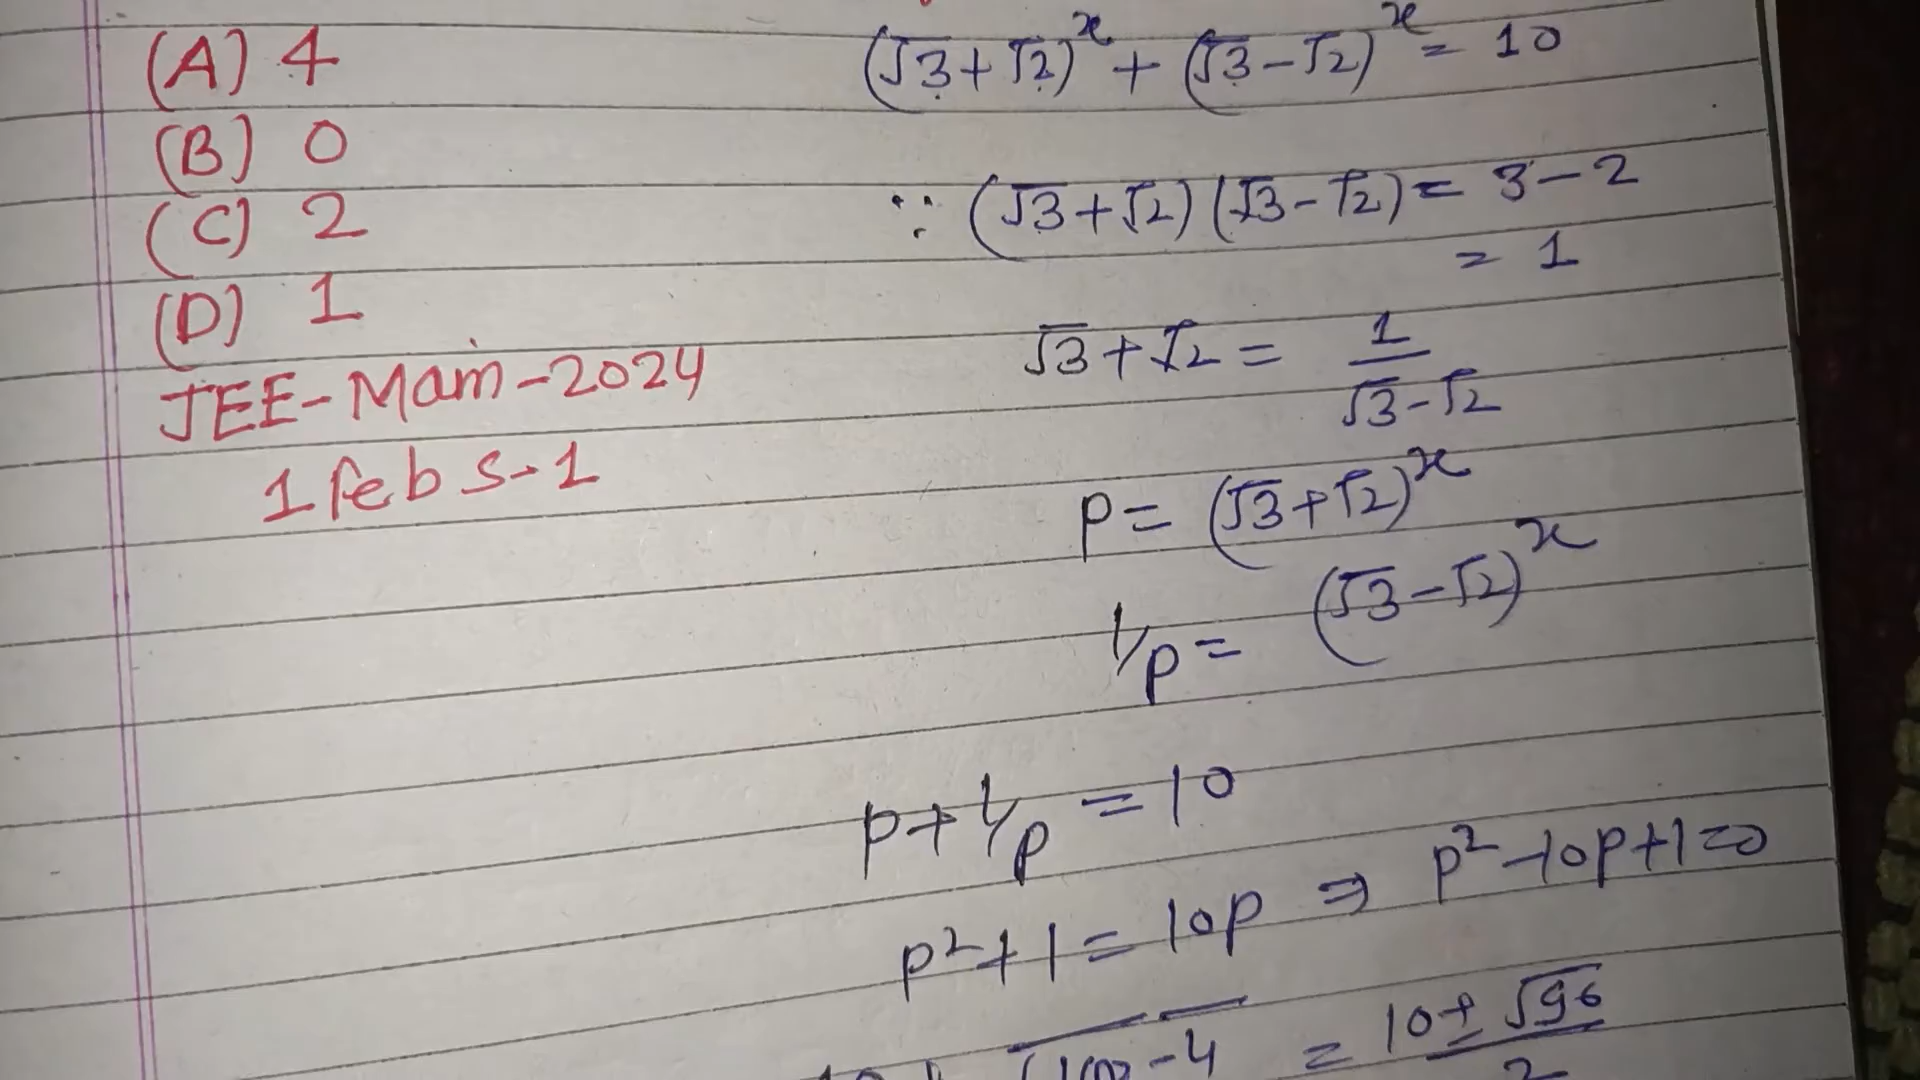 (A) 4
(B) 0
(C) 2
(D) 1
JEE-Main-2024
1 feb S-1
(√3+√2)^x + (√3-√2)^x = 10
∵ (√3+√2)(√3-√2) = 3-2
= 1
√3+√2 = 1/(√3-√2)
P = (√3+√2)^x
1/P = (√3-√2)^x
P+1/P = 10
P²+1 = 10P ⇒ P²-10P+1=0
-4 = (10±√96)/2